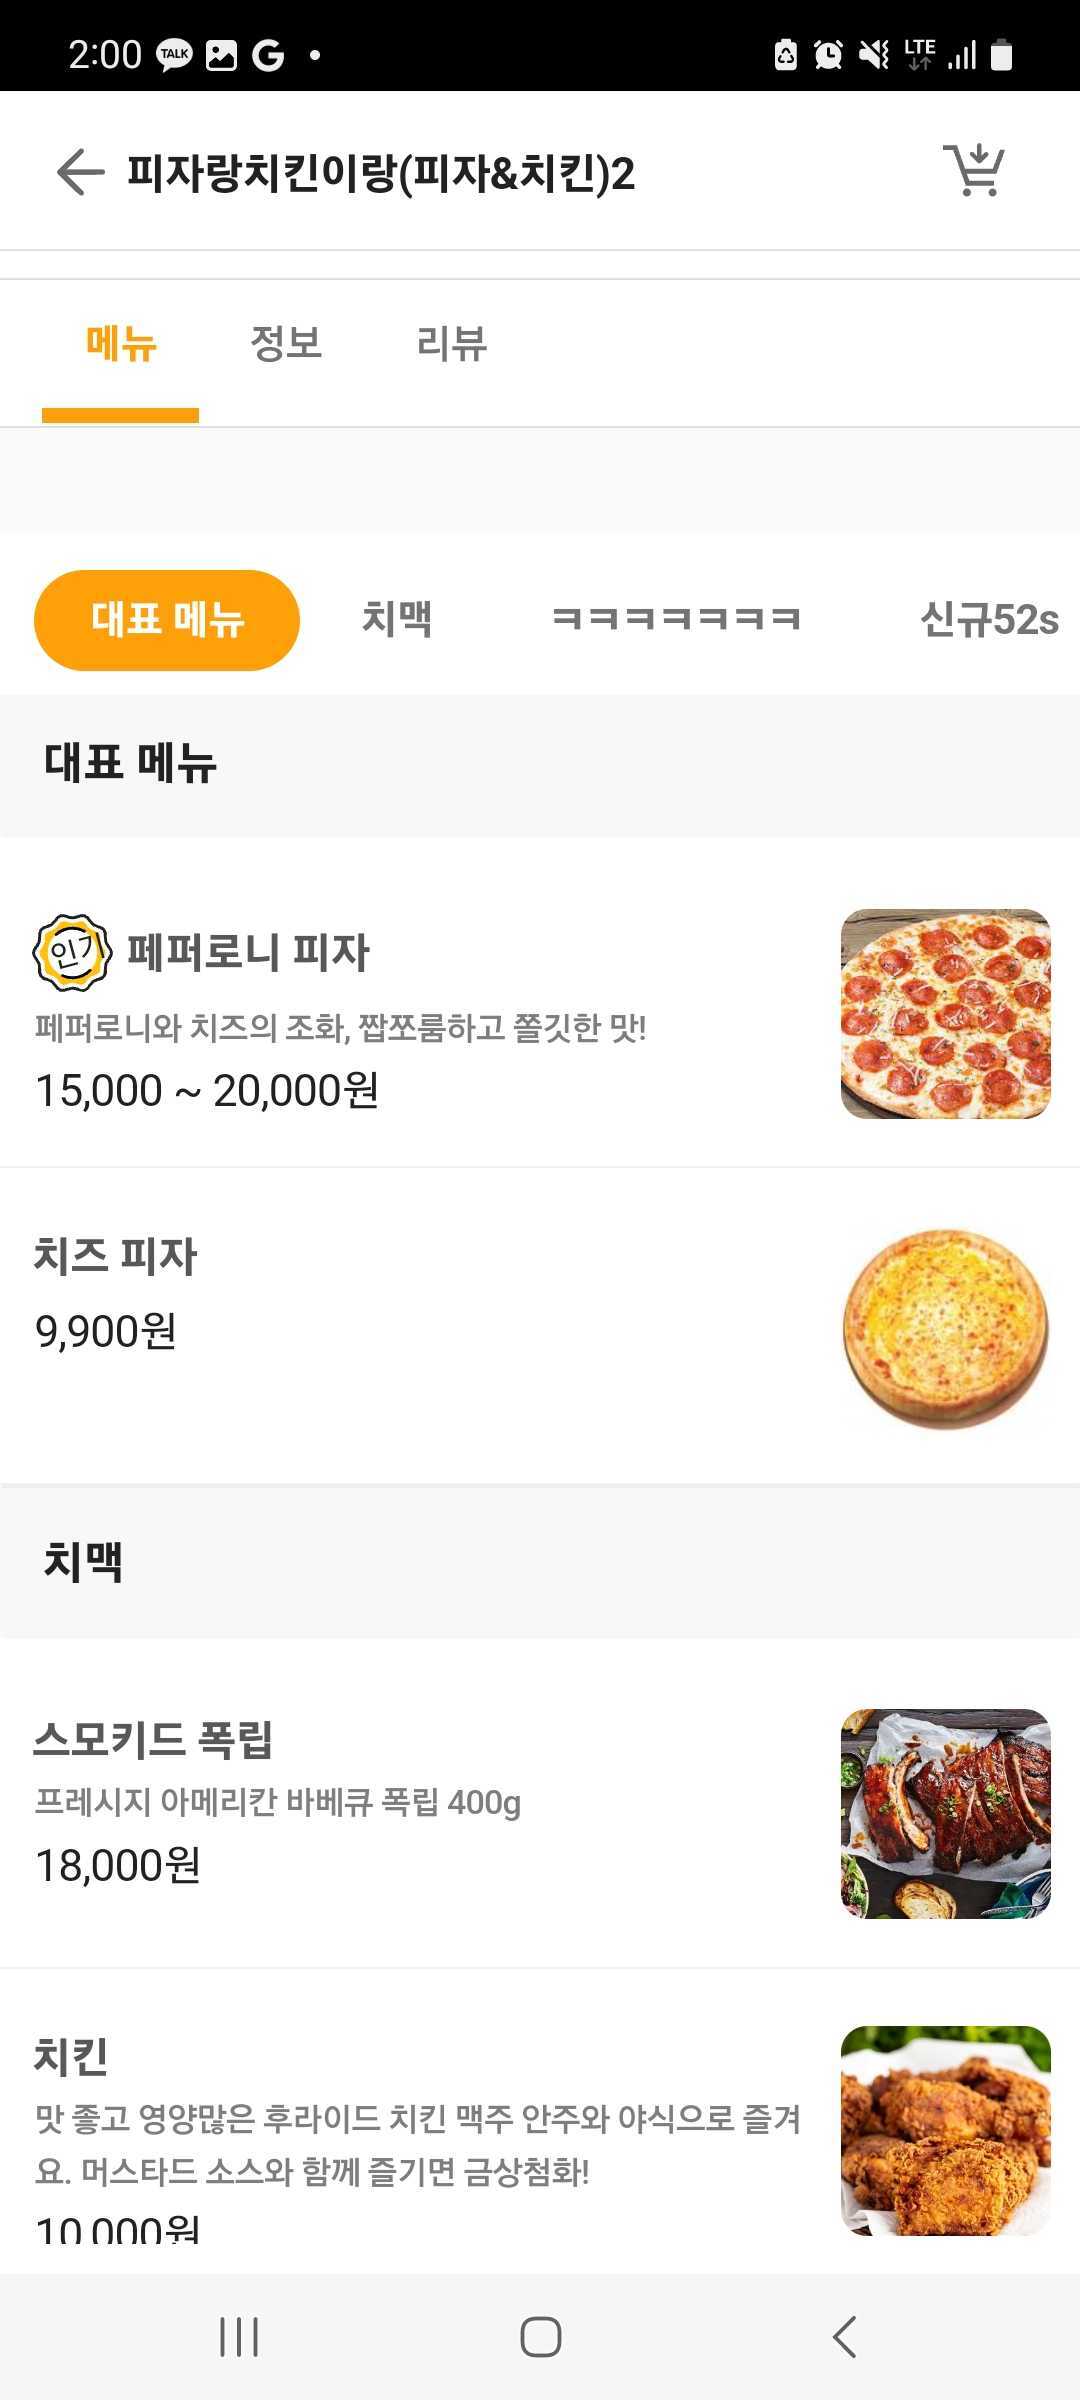 2:00 TALK G LTE
피자랑치킨이랑(피자&치킨)2
메뉴 정보 리뷰
대표 메뉴 치맥 ㅋㅋㅋㅋㅋㅋㅋ 신규52s
대표 메뉴
인기 페퍼로니 피자
페퍼로니와 치즈의 조화, 짭쪼룸하고 쫄깃한 맛!
15,000 ~ 20,000원
치즈 피자
9,900원
치맥
스모키드 폭립
프레시지 아메리칸 바베큐 폭립 400g
18,000원
치킨
맛 좋고 영양많은 후라이드 치킨 맥주 안주와 야식으로 즐겨
요. 머스타드 소스와 함께 즐기면 금상첨화!
10,000원